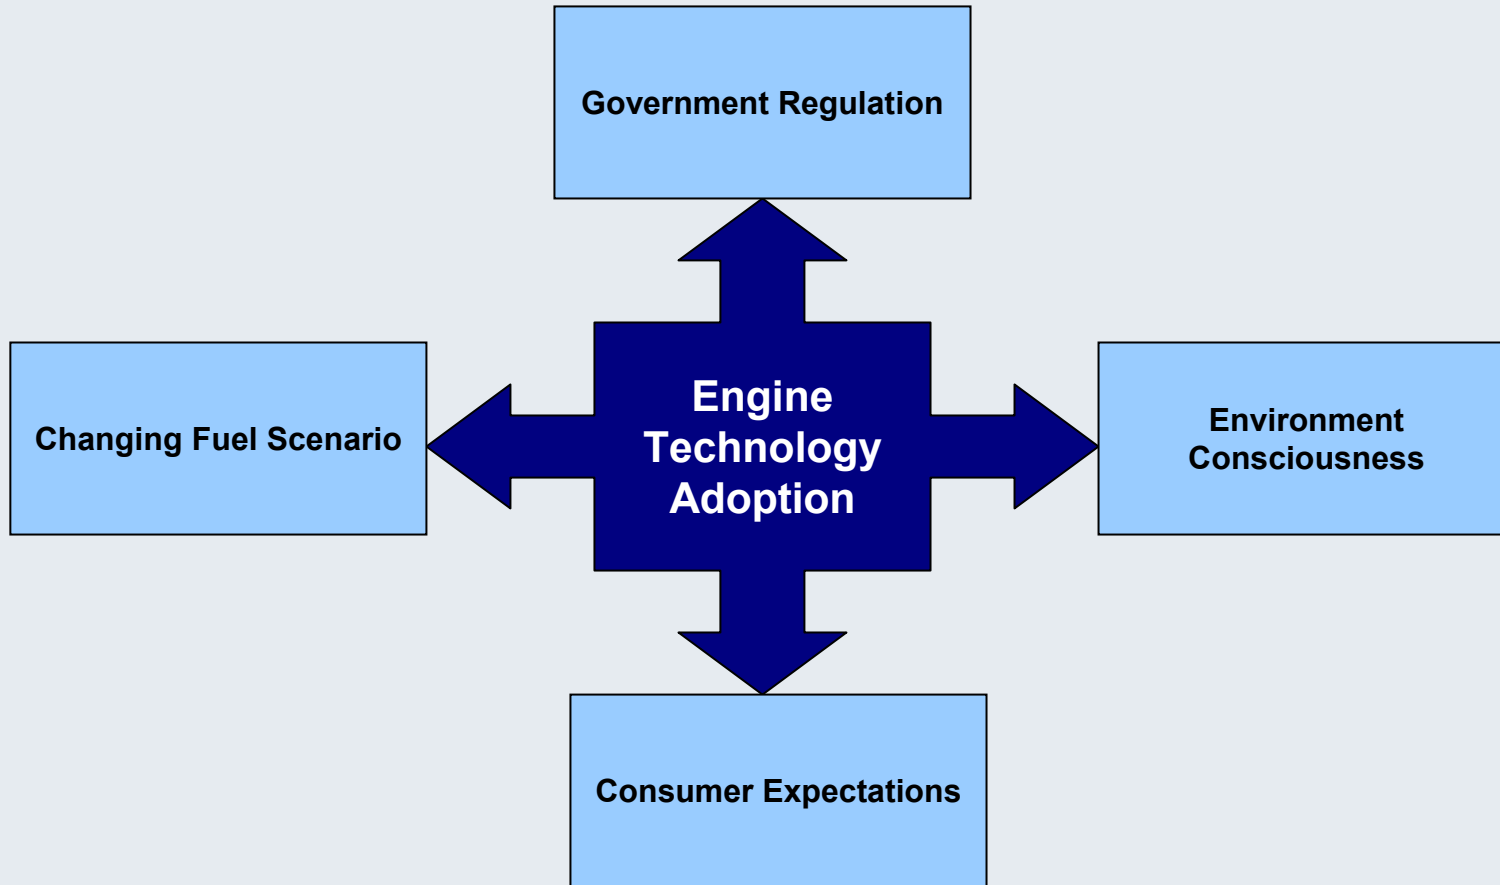 Government Regulation
Changing Fuel Scenario
Engine
Technology
Adoption
Environment
Consciousness
Consumer Expectations